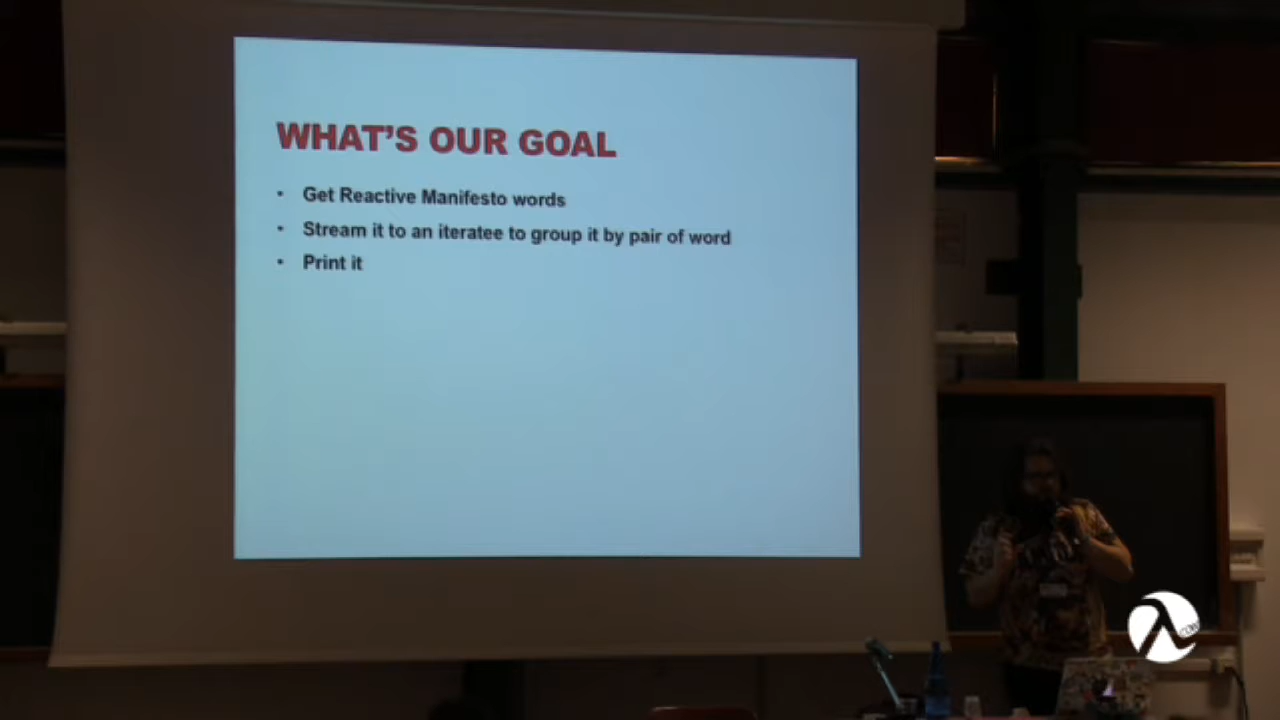 WHAT'S OUR GOAL
• Get Reactive Manifesto words
• Stream it to an iteratee to group it by pair of word
• Print it
λ